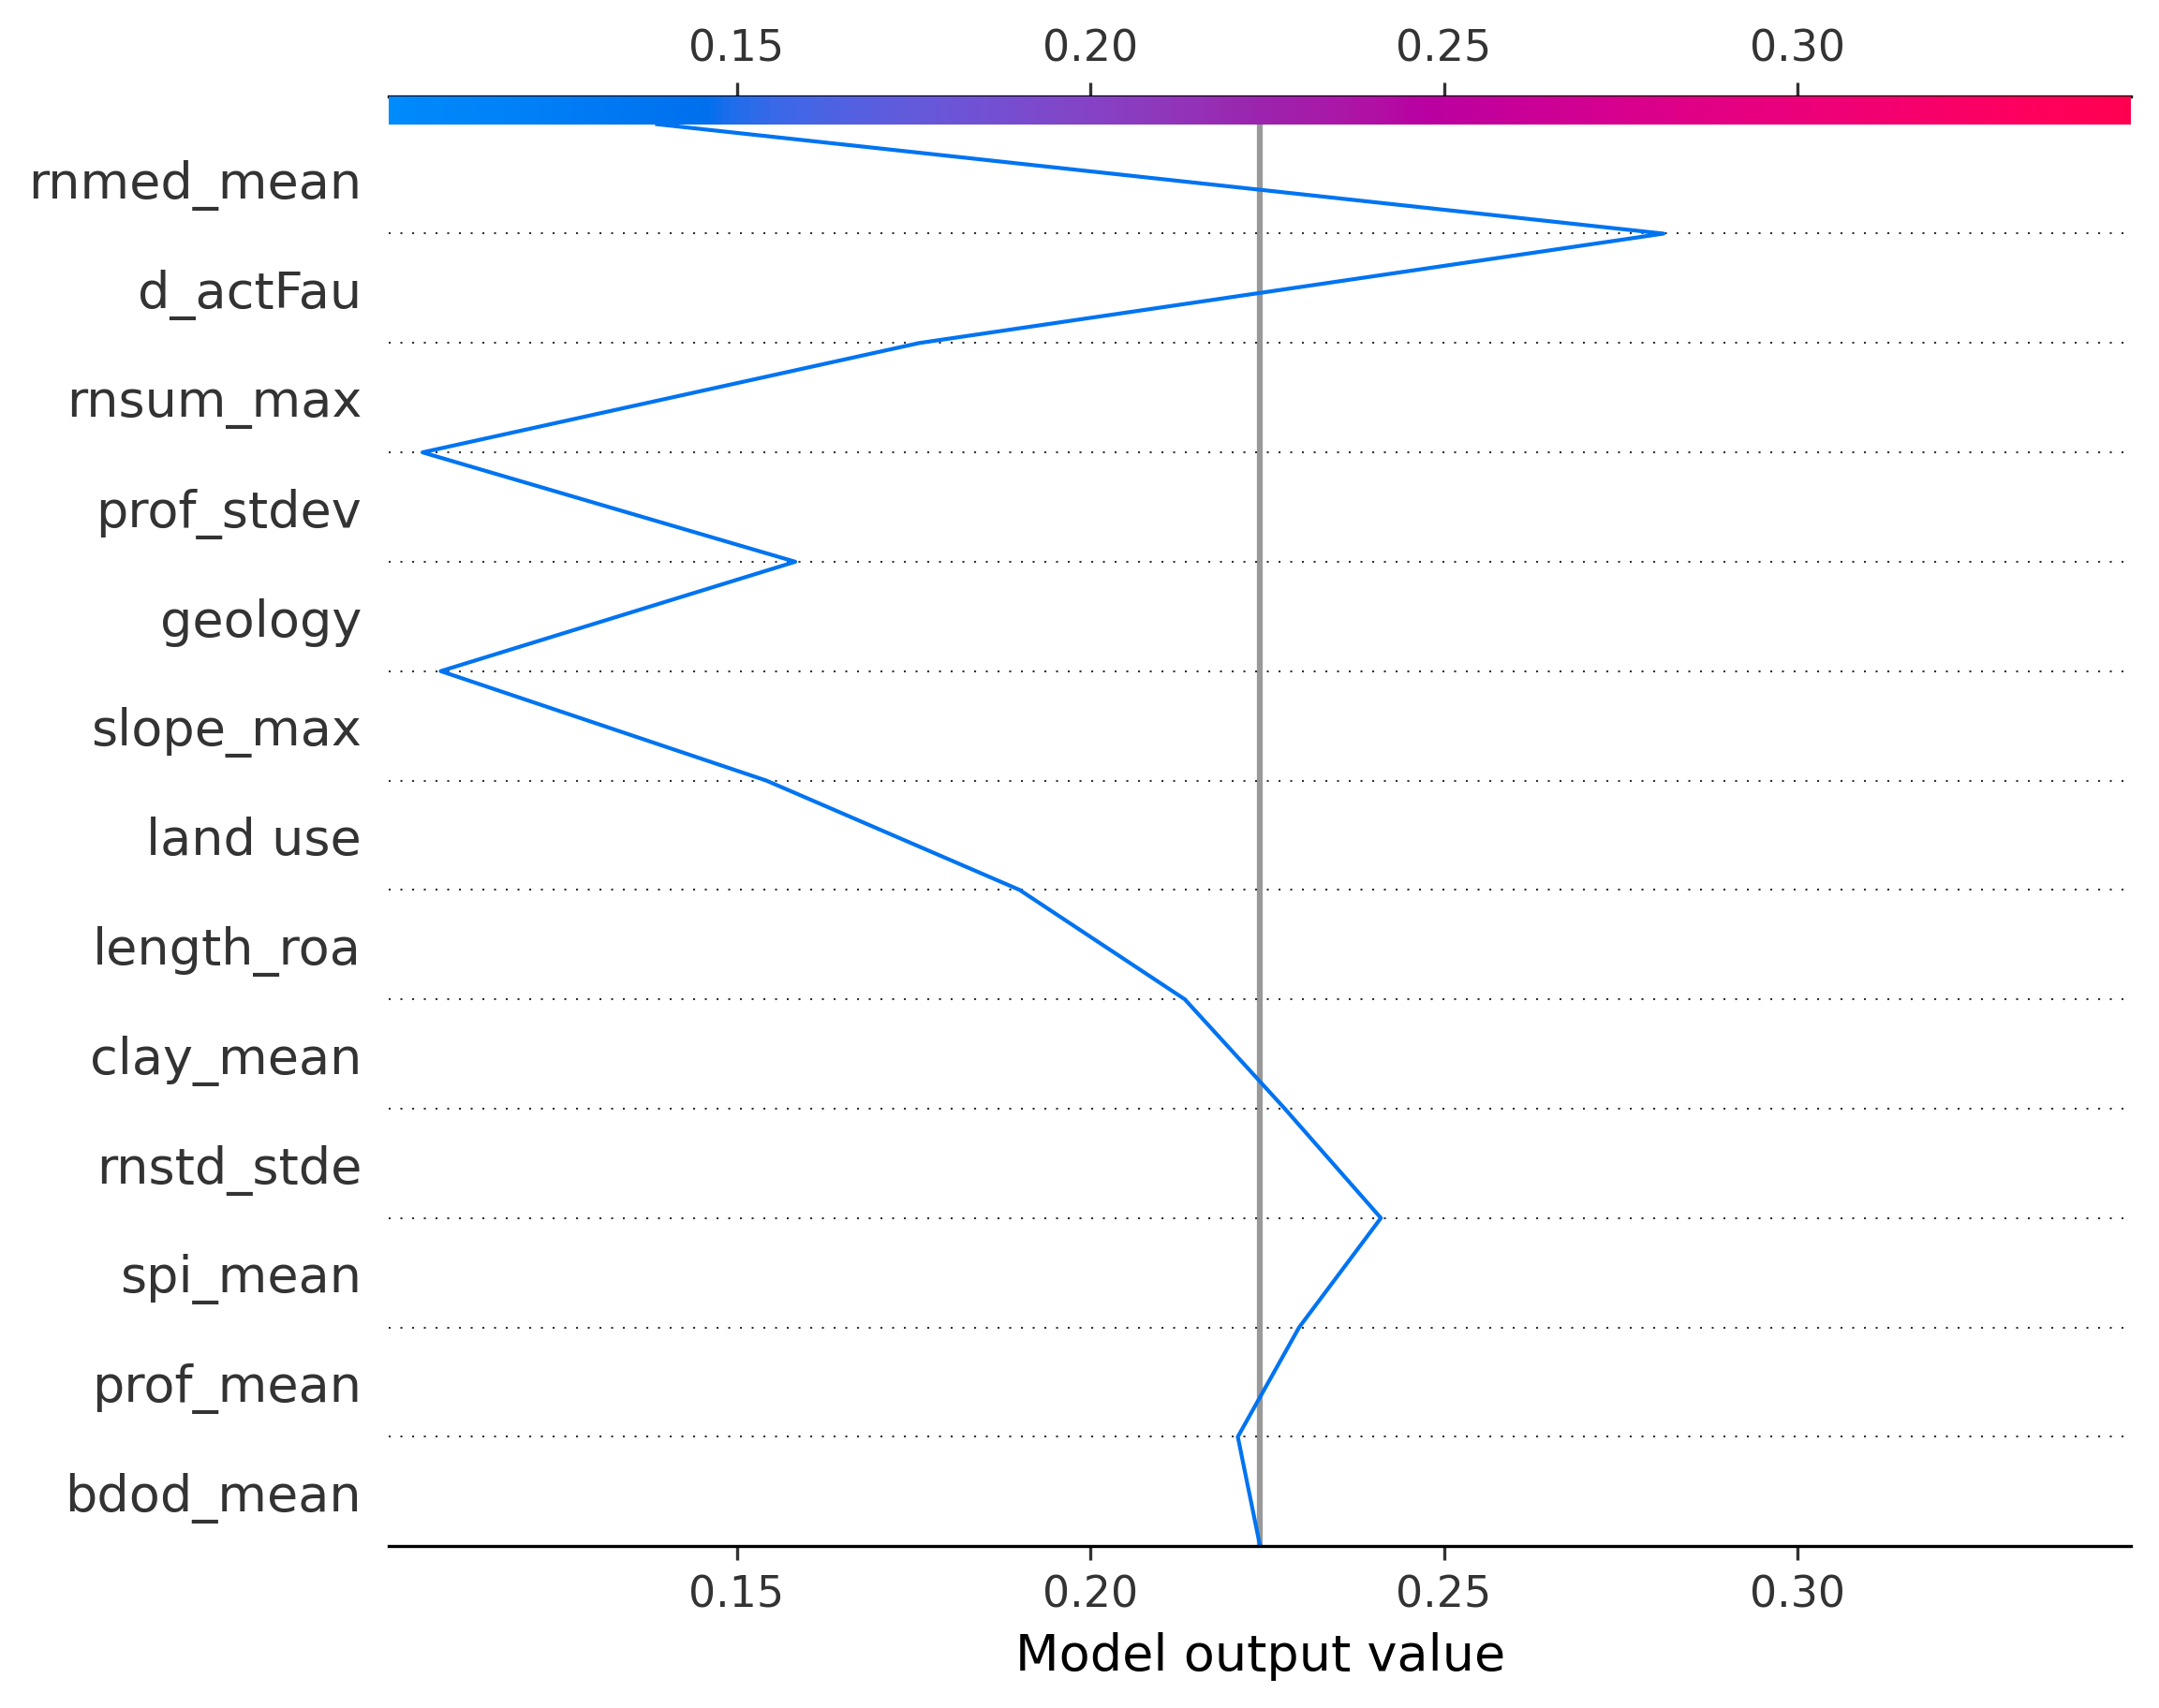 0.15 0.20 0.25 0.30
rnmed_mean
d_actFau
rnsum_max
prof_stdev
geology
slope_max
land use
length_roa
clay_mean
rnstd_stde
spi_mean
prof_mean
bdod_mean
0.15 0.20 0.25 0.30
Model output value